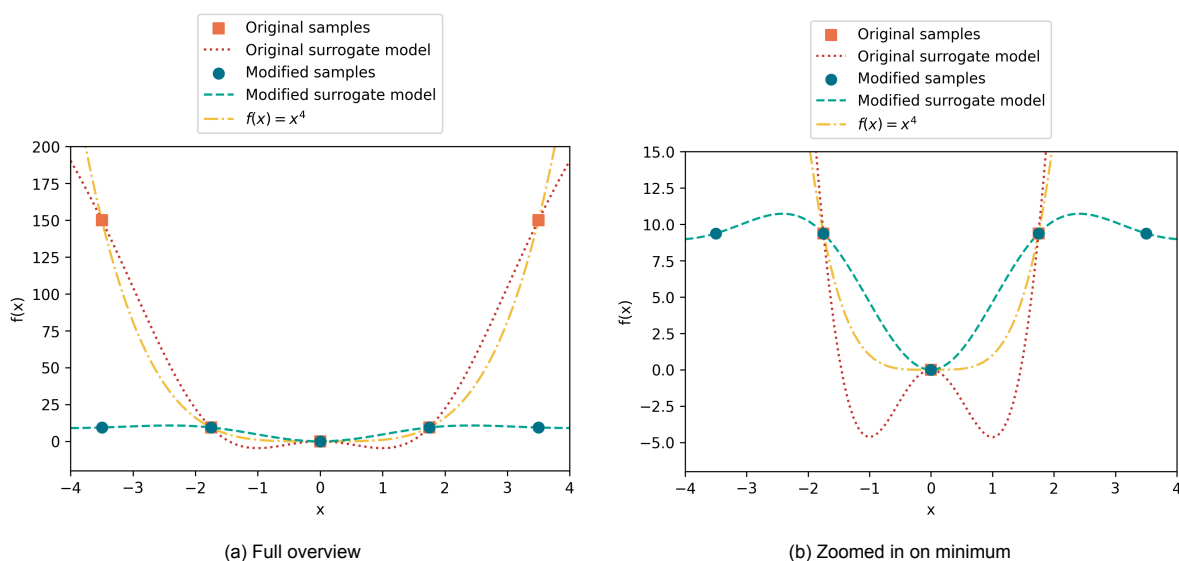 Original samples
Original surrogate model
Modified samples
Modified surrogate model
f(x) = x⁴
200
175
150
125
100
75
50
25
0
f(x)
−4 −3 −2 −1 0 1 2 3 4
x
(a) Full overview
Original samples
Original surrogate model
Modified samples
Modified surrogate model
f(x) = x⁴
15.0
12.5
10.0
7.5
5.0
2.5
0.0
−2.5
−5.0
f(x)
−4 −3 −2 −1 0 1 2 3 4
x
(b) Zoomed in on minimum